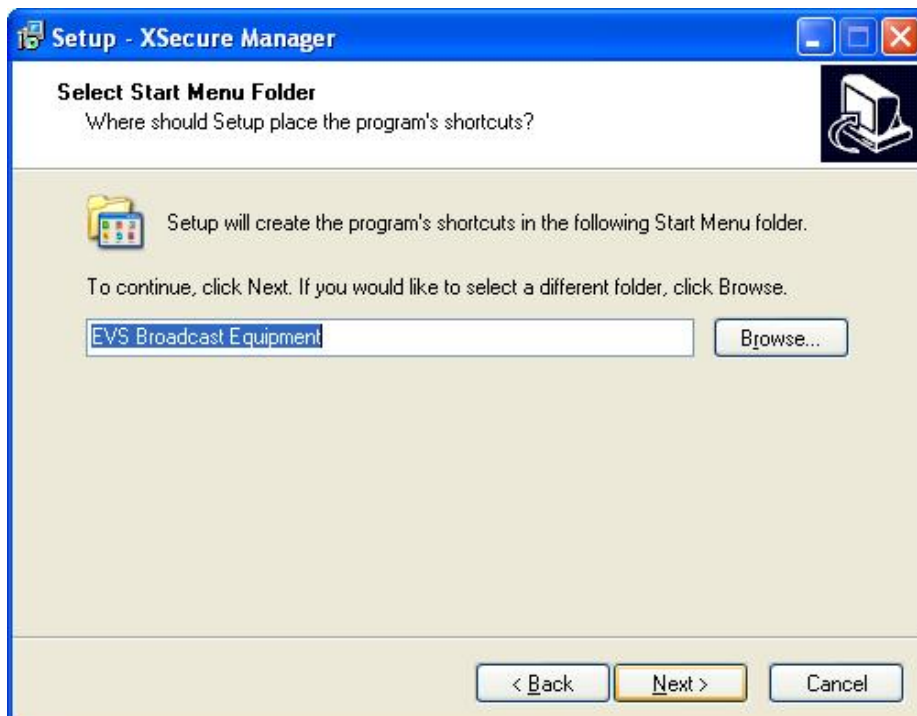 Setup - XSecure Manager
Select Start Menu Folder
Where should Setup place the program's shortcuts?
Setup will create the program's shortcuts in the following Start Menu folder.
To continue, click Next. If you would like to select a different folder, click Browse.
EVS Broadcast Equipment
Browse...
< Back
Next >
Cancel